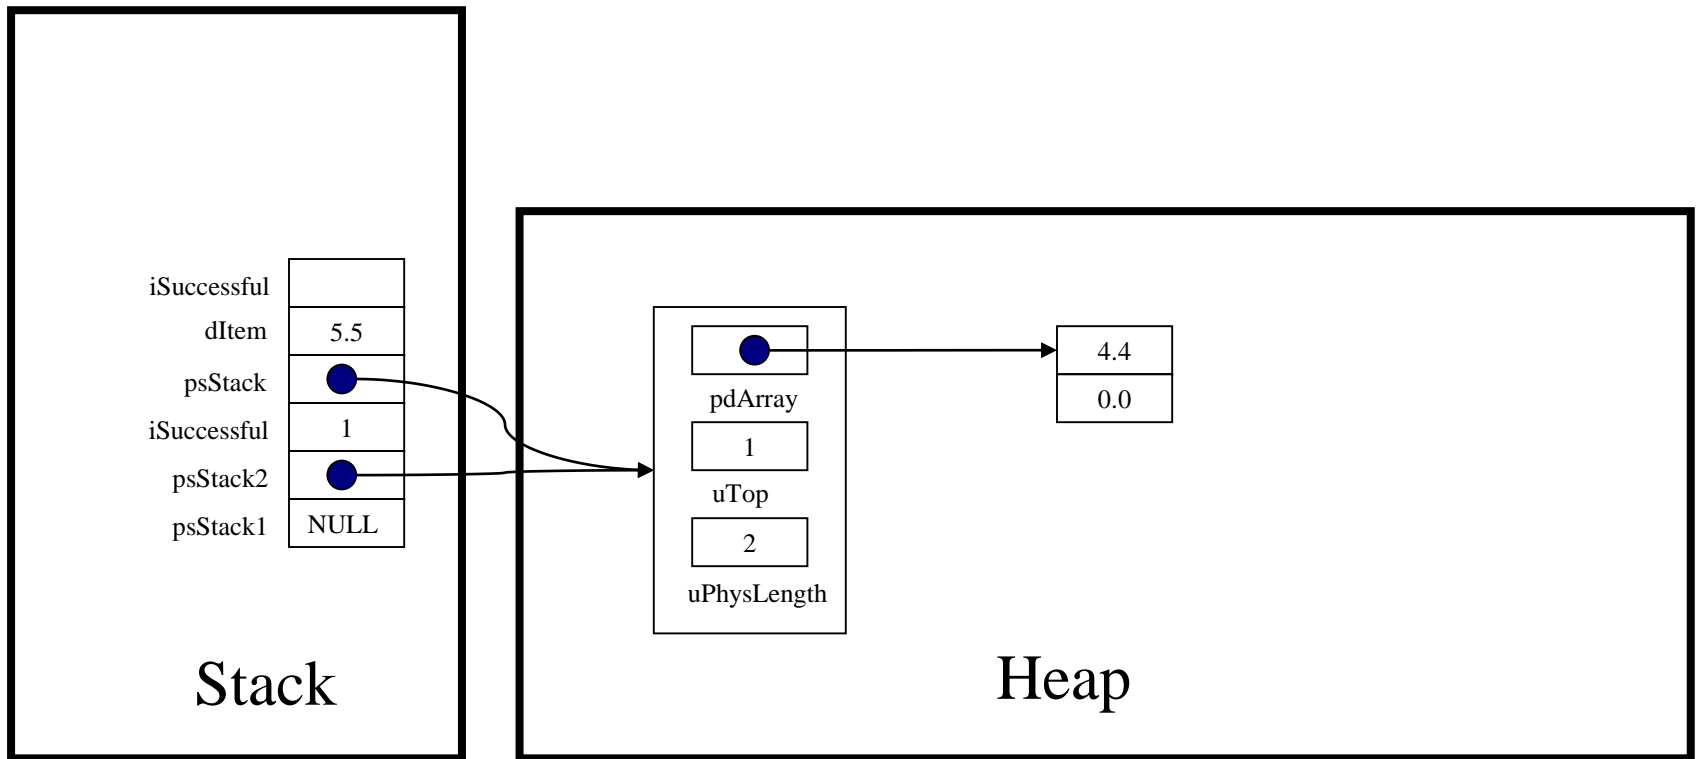 iSuccessful
dItem 5.5
psStack
iSuccessful 1
psStack2
psStack1 NULL
Stack
pdArray
1
uTop
2
uPhysLength
4.4
0.0
Heap